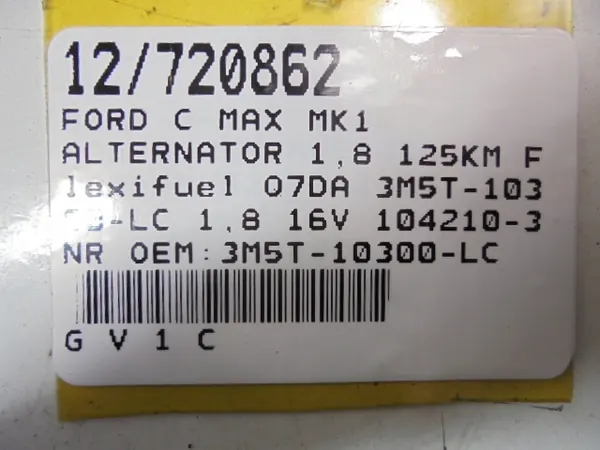 12/720862
FORD C MAX MK1
ALTERNATOR 1,8 125KM F
lexifuel 07DA 3M5T-103
1,8 16V 104210-3
NR OEM:3M5T-10300-LC
G V 1 C